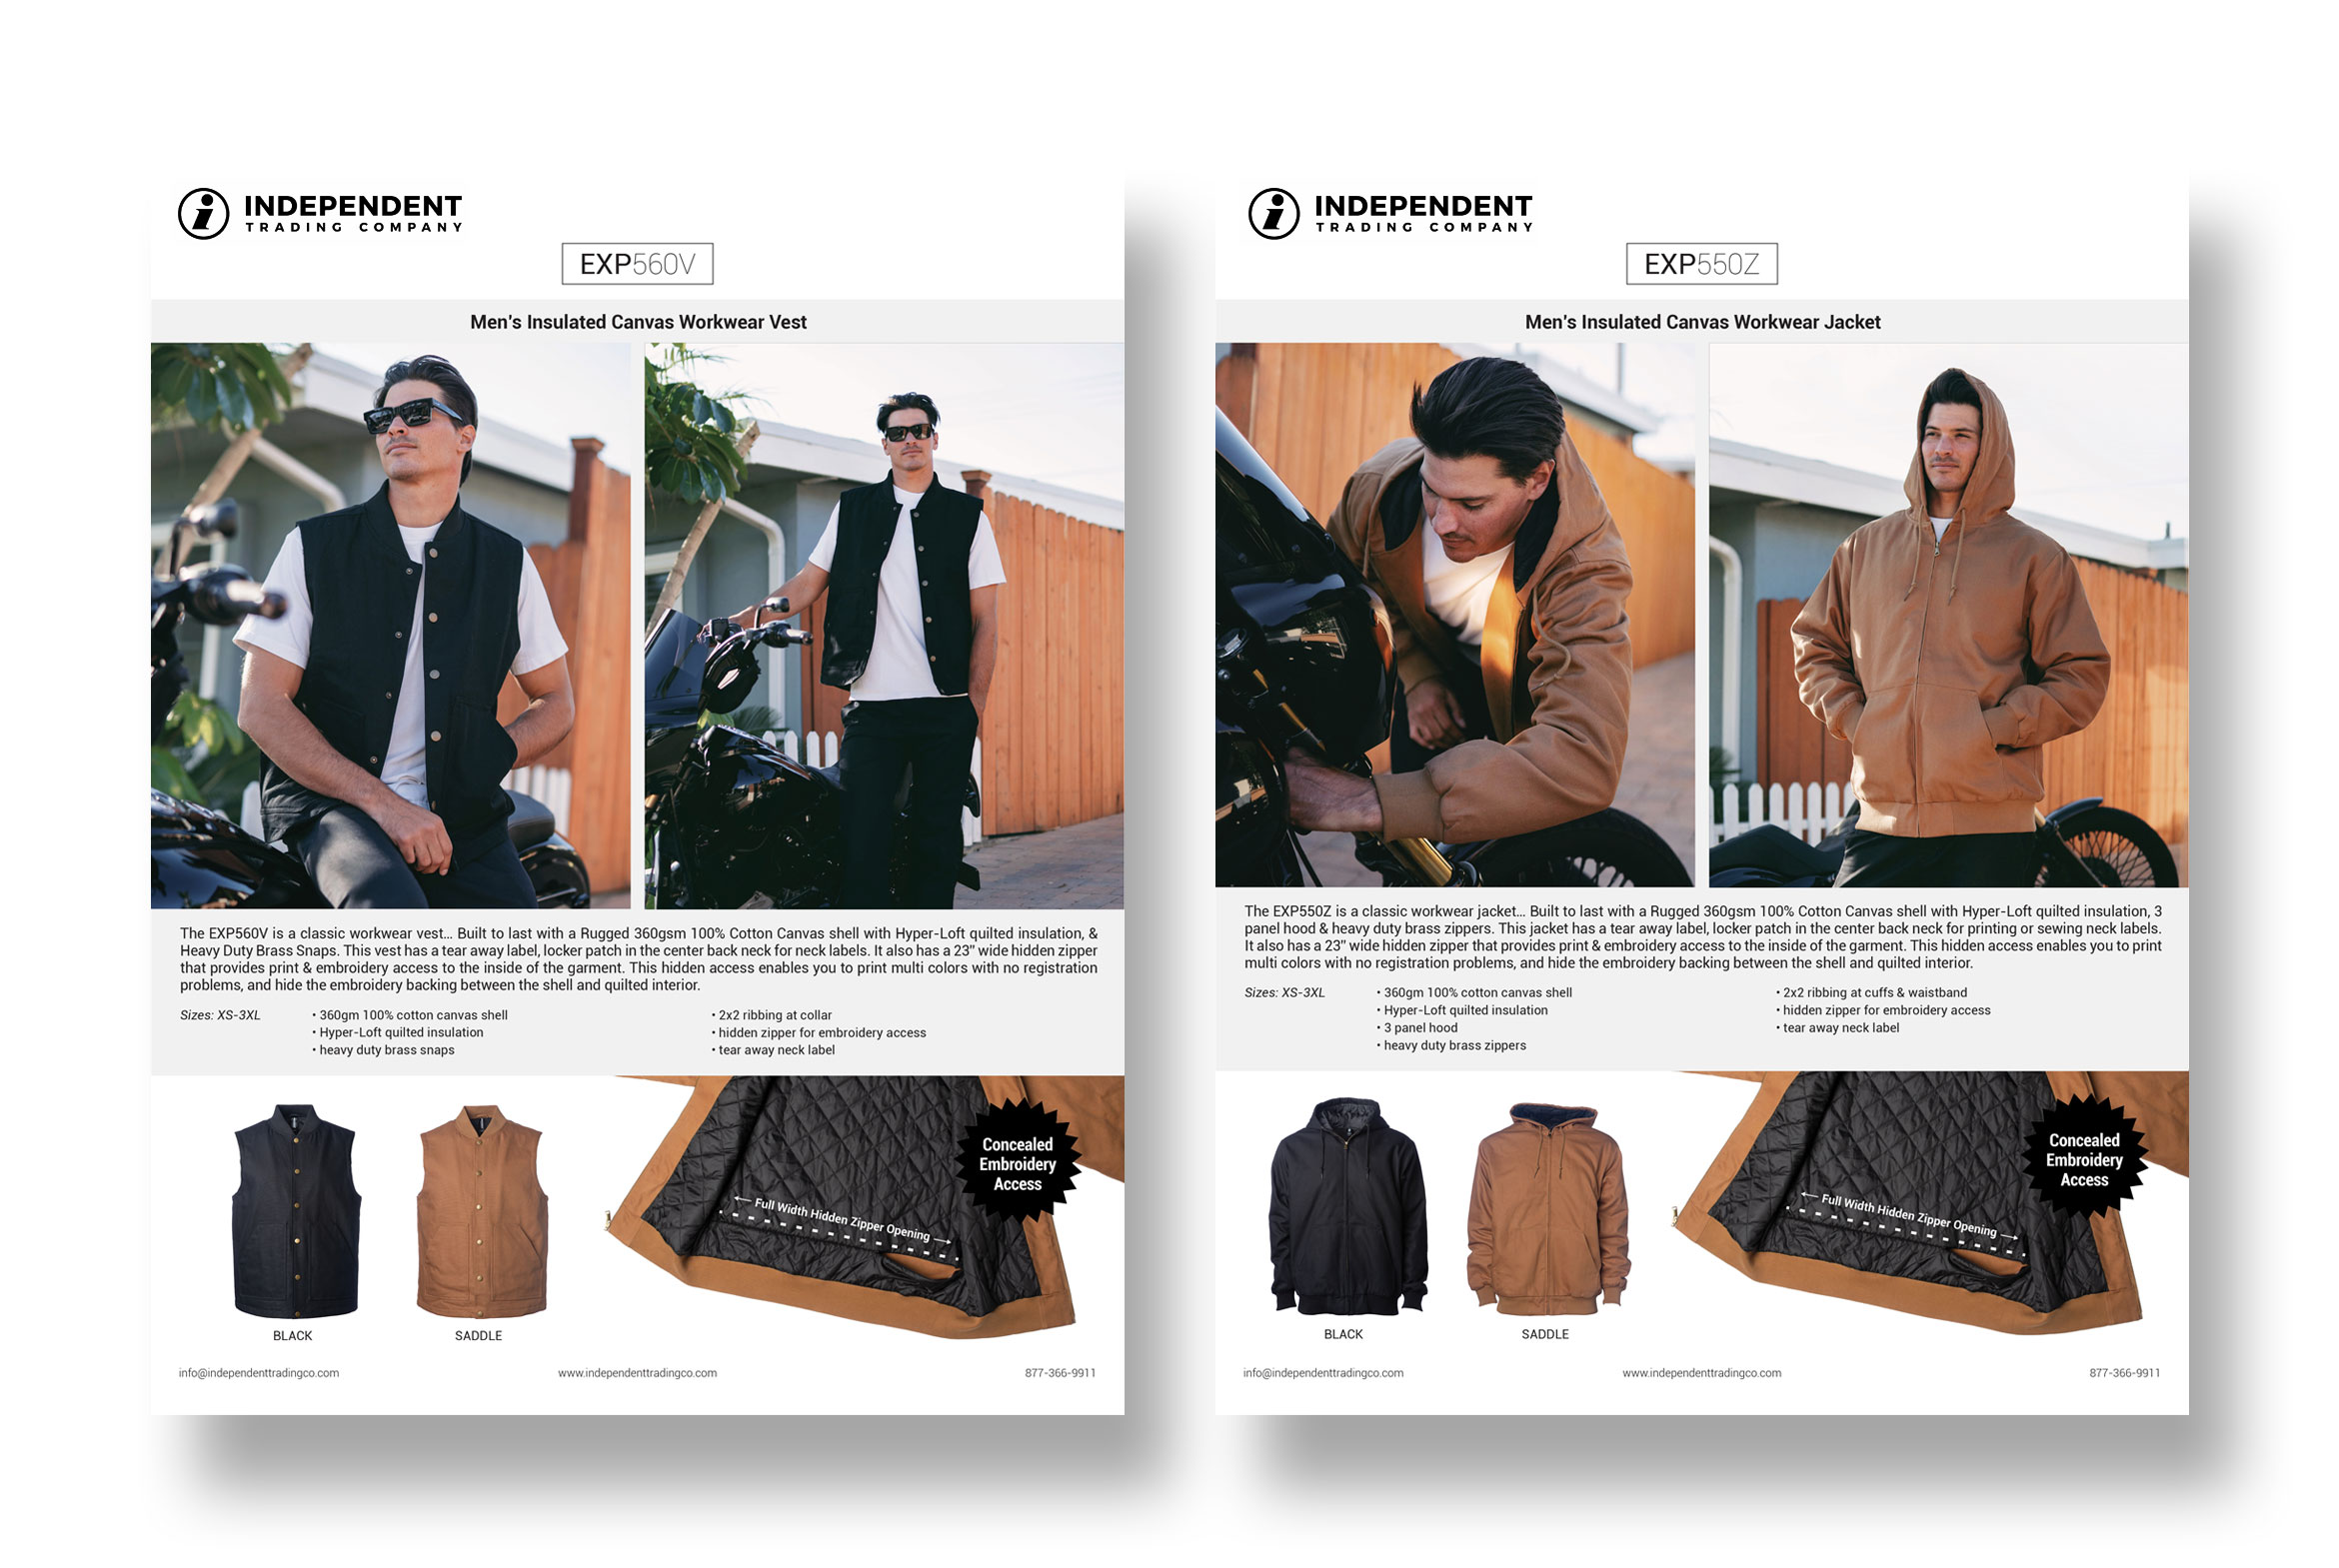 INDEPENDENT
TRADING COMPANY
EXP560V
Men's Insulated Canvas Workwear Vest
The EXP560V is a classic workwear vest... Built to last with a Rugged 360gsm 100% Cotton Canvas shell with Hyper-Loft quilted insulation, &
Heavy Duty Brass Snaps. This vest has a tear away label, locker patch in the center back neck for neck labels. It also has a 23" wide hidden zipper
that provides print & embroidery access to the inside of the garment. This hidden access enables you to print multi colors with no registration
problems, and hide the embroidery backing between the shell and quilted interior.
Sizes: XS-3XL
• 360gm 100% cotton canvas shell
• Hyper-Loft quilted insulation
• heavy duty brass snaps
• 2x2 ribbing at collar
• hidden zipper for embroidery access
• tear away neck label
Concealed
Embroidery
Access
Full Width Hidden Zipper Opening
BLACK
SADDLE
info@independenttradingco.com
www.independenttradingco.com
877-366-9911
INDEPENDENT
TRADING COMPANY
EXP550Z
Men's Insulated Canvas Workwear Jacket
The EXP550Z is a classic workwear jacket... Built to last with a Rugged 360gsm 100% Cotton Canvas shell with Hyper-Loft quilted insulation, 3
panel hood & heavy duty brass zippers. This jacket has a tear away label, locker patch in the center back neck for printing or sewing neck labels.
It also has a 23" wide hidden zipper that provides print & embroidery access to the inside of the garment. This hidden access enables you to print
multi colors with no registration problems, and hide the embroidery backing between the shell and quilted interior.
Sizes: XS-3XL
• 360gm 100% cotton canvas shell
• Hyper-Loft quilted insulation
• 3 panel hood
• heavy duty brass zippers
• 2x2 ribbing at cuffs & waistband
• hidden zipper for embroidery access
• tear away neck label
Concealed
Embroidery
Access
Full Width Hidden Zipper Opening
BLACK
SADDLE
info@independenttradingco.com
www.independenttradingco.com
877-366-9911